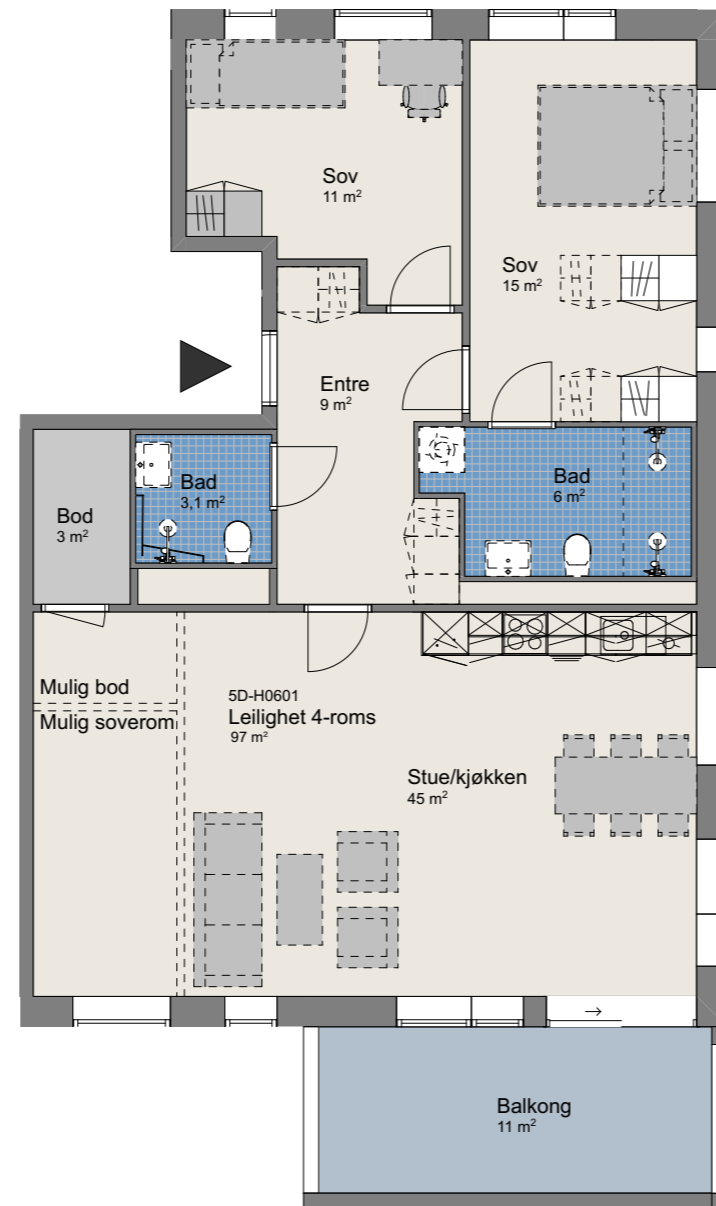 Sov
11 m²
Sov
15 m²
Entre
9 m²
Bad
3,1 m²
Bad
6 m²
Bod
3 m²
Mulig bod
Mulig soverom
5D-H0601
Leilighet 4-roms
97 m²
Stue/kjøkken
45 m²
Balkong
11 m²